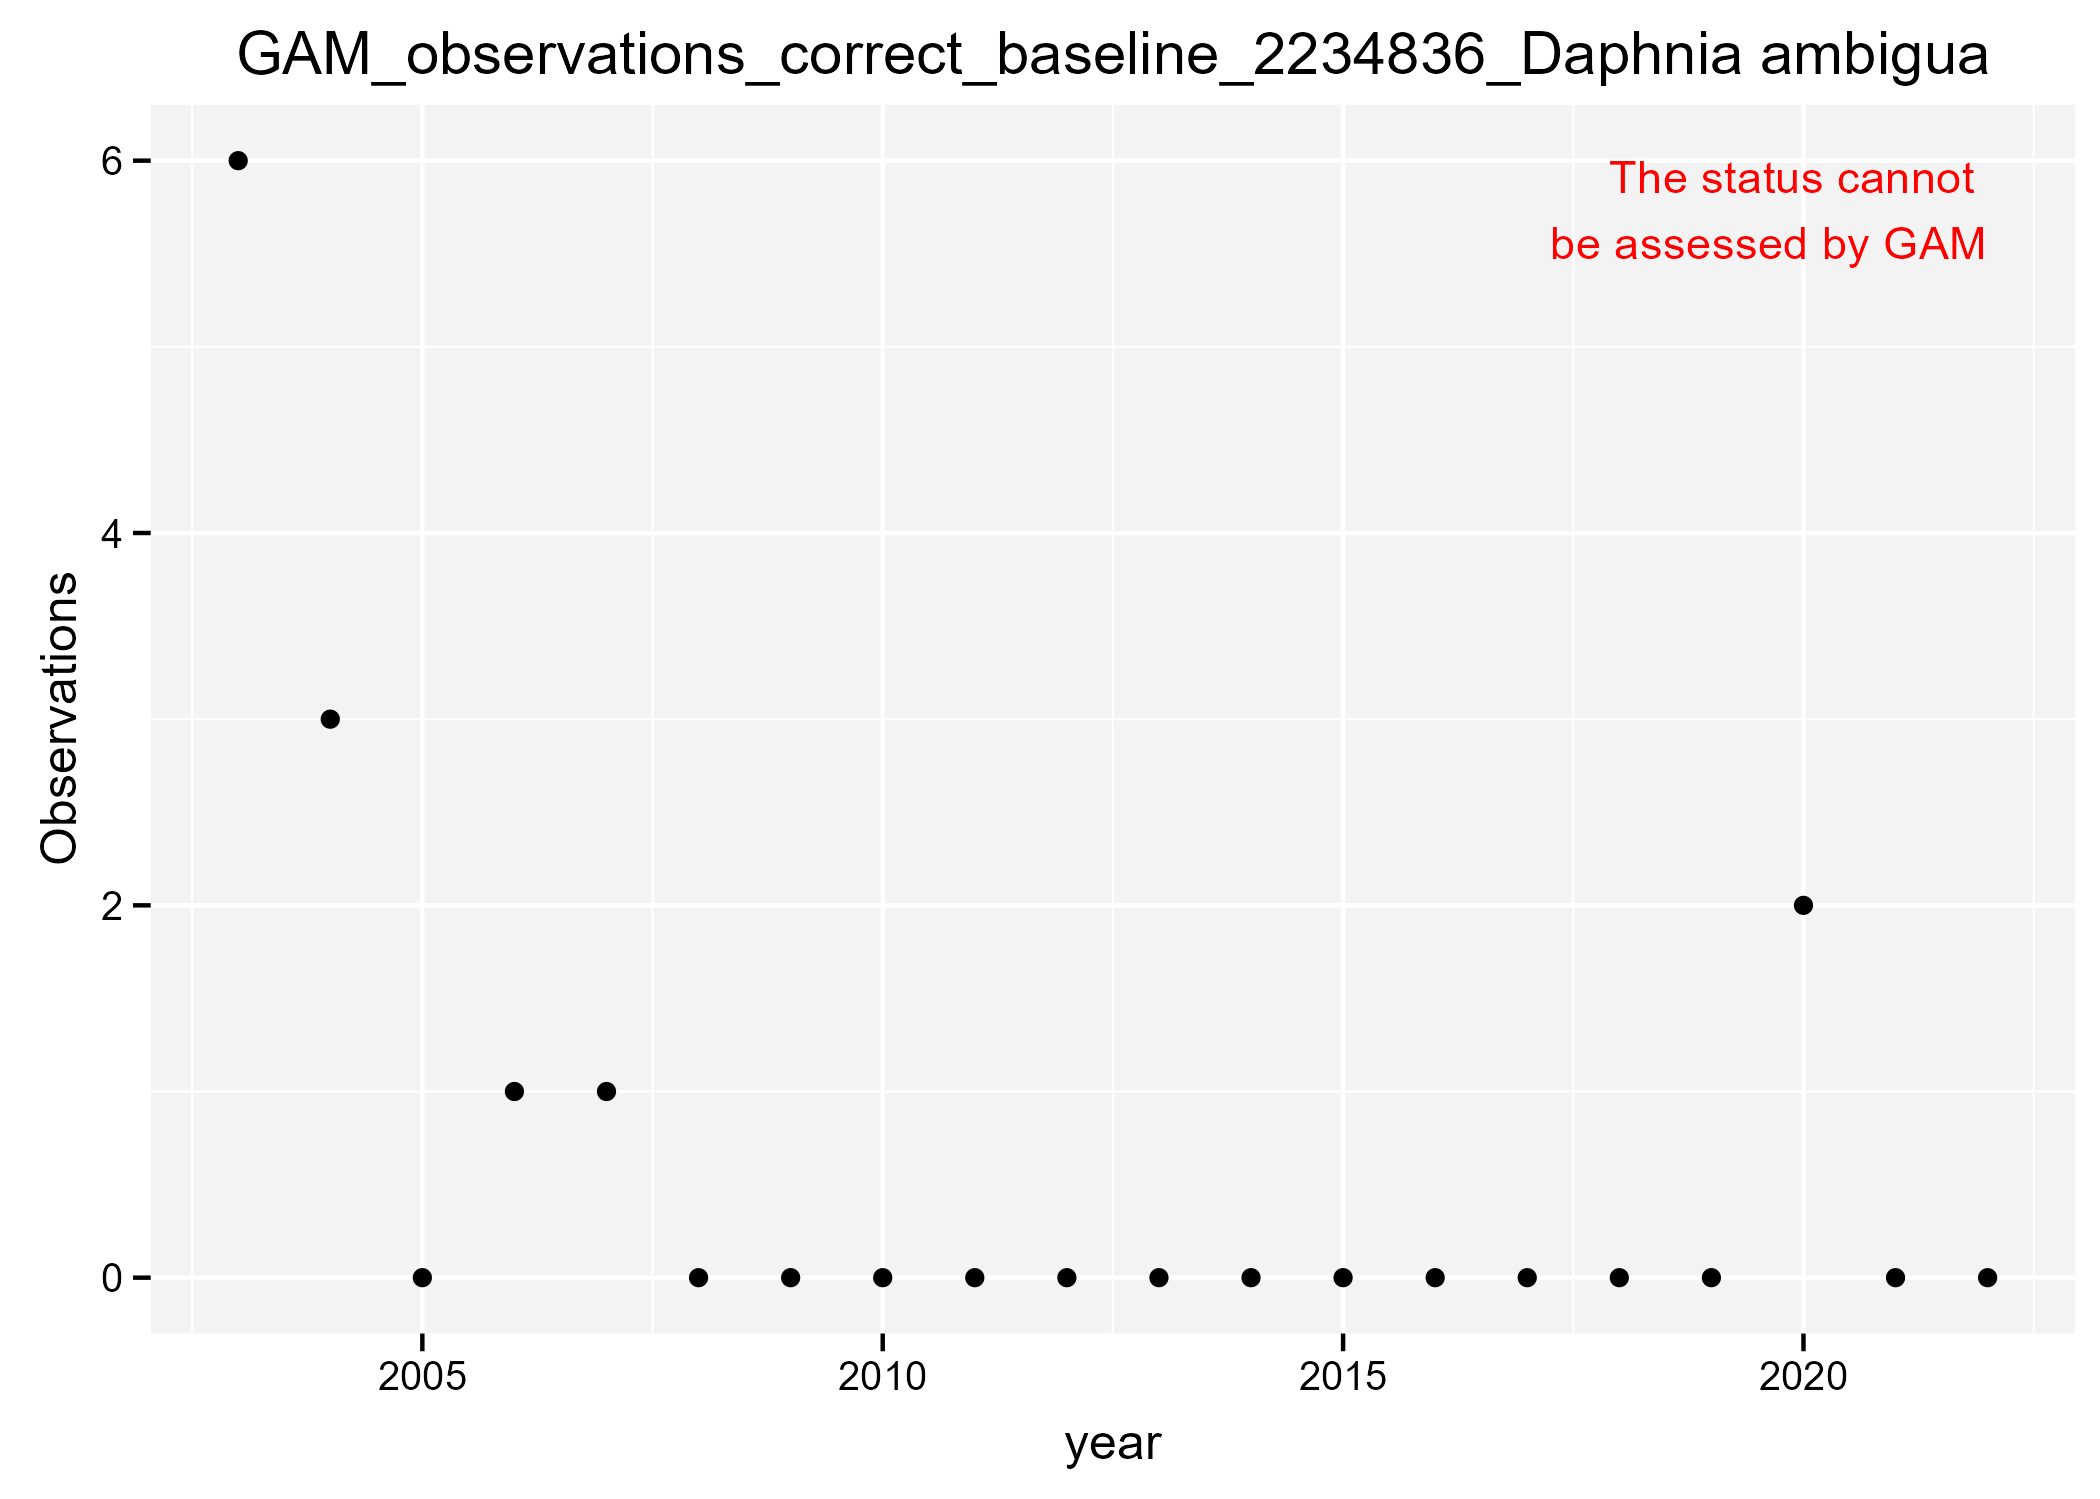 GAM_observations_correct_baseline_2234836_Daphnia ambigua
The status cannot
be assessed by GAM
6
4
2
0
Observations
2005 2010 2015 2020
year